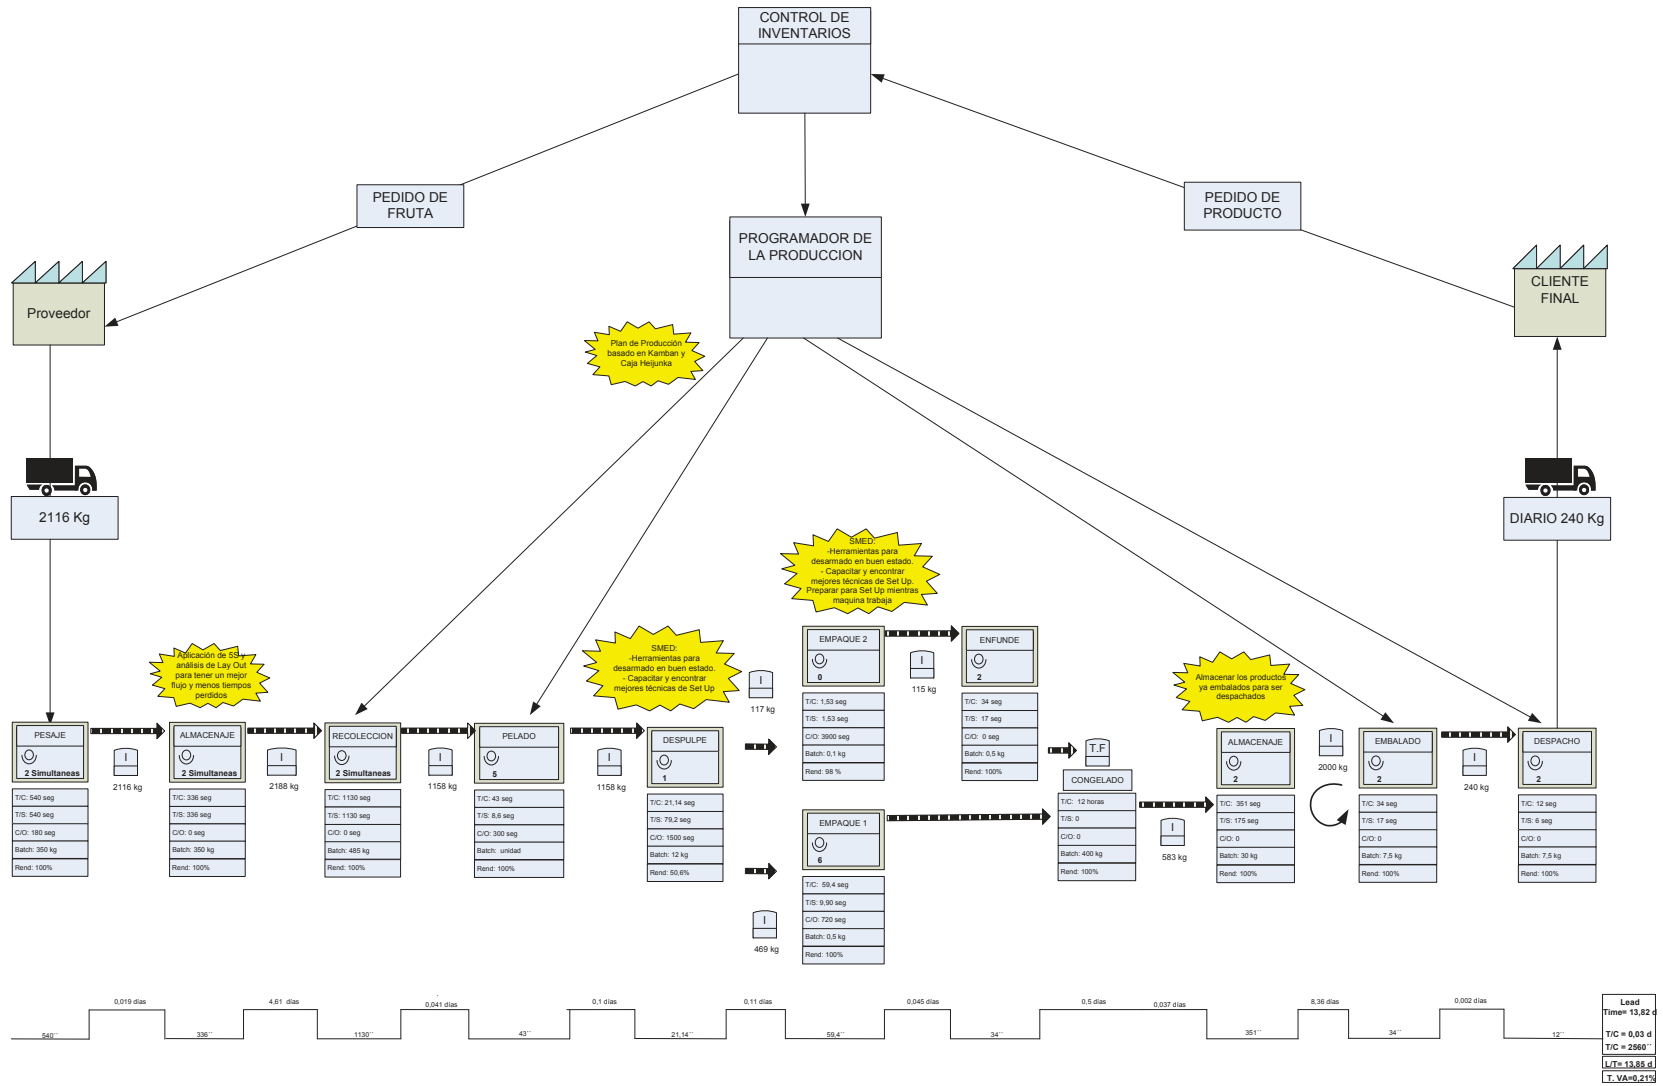 CONTROL DE
INVENTARIOS
PEDIDO DE
FRUTA
PEDIDO DE
PRODUCTO
PROGRAMADOR DE
LA PRODUCCION
Proveedor
CLIENTE
FINAL
Plan de Producción
basado en Kamban y
Caja Heijunka
2116 Kg
DIARIO 240 Kg
SMED:
-Herramientas para
desarmado en buen estado.
- Capacitar y encontrar
mejores técnicas de Set Up.
Preparar para Set Up mientras
maquina trabaja
Aplicación de 5S y
análisis de Lay Out
para tener un mejor
flujo y menos tiempos
perdidos
SMED:
-Herramientas para
desarmado en buen estado.
- Capacitar y encontrar
mejores técnicas de Set Up
Almacenar los productos
ya embalados para ser
despachados
PESAJE
2 Simultaneas
T/C: 540 seg
T/S: 540 seg
C/O: 180 seg
Batch: 350 kg
Rend: 100%
I
2116 kg
ALMACENAJE
2 Simultaneas
T/C: 336 seg
T/S: 336 seg
C/O: 0 seg
Batch: 350 kg
Rend: 100%
I
2188 kg
RECOLECCION
2 Simultaneas
T/C: 1130 seg
T/S: 1130 seg
C/O: 0 seg
Batch: 485 kg
Rend: 100%
I
1158 kg
PELADO
5
T/C: 43 seg
T/S: 8,6 seg
C/O: 300 seg
Batch: unidad
Rend: 100%
I
1158 kg
DESPULPE
1
T/C: 21,14 seg
T/S: 79,2 seg
C/O: 1500 seg
Batch: 12 kg
Rend: 50,6%
I
117 kg
I
469 kg
EMPAQUE 2
0
T/C: 1,53 seg
T/S: 1,53 seg
C/O: 3900 seg
Batch: 0,1 kg
Rend: 98 %
I
115 kg
ENFUNDE
2
T/C: 34 seg
T/S: 17 seg
C/O: 0 seg
Batch: 0,5 kg
Rend: 100%
EMPAQUE 1
6
T/C: 59,4 seg
T/S: 9,90 seg
C/O: 720 seg
Batch: 0,5 kg
Rend: 100%
T.F
CONGELADO
T/C: 12 horas
T/S: 0
C/O: 0
Batch: 400 kg
Rend: 100%
I
583 kg
ALMACENAJE
2
T/C: 351 seg
T/S: 175 seg
C/O: 0
Batch: 30 kg
Rend: 100%
I
2000 kg
EMBALADO
2
T/C: 34 seg
T/S: 17 seg
C/O: 0
Batch: 7,5 kg
Rend: 100%
I
240 kg
DESPACHO
2
T/C: 12 seg
T/S: 6 seg
C/O: 0
Batch: 7,5 kg
Rend: 100%
0,019 días
4,61 días
0,041 días
0,1 días
0,11 días
0,045 días
0,5 días
0,037 días
8,36 días
0,002 días
540´´
336´´
1130´´
43´´
21,14´´
59,4´´
34´´
351´´
34´´
12´´
Lead
Time= 13,82 d
T/C = 0,03 d
T/C = 2560´´
L/T= 13,85 d
T. VA=0,21%